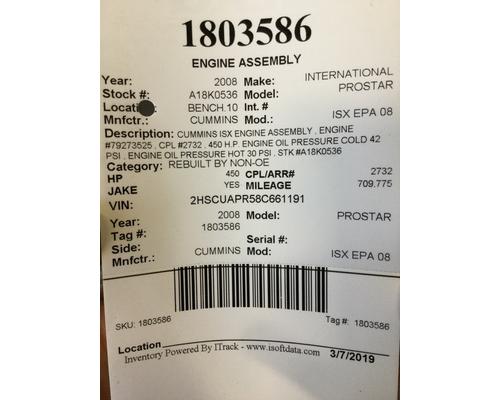 1803586
ENGINE ASSEMBLY
Year: 2008 Make: INTERNATIONAL
Stock #: A18K0536 Model: PROSTAR
Locati BENCH.10 Int. #
Mnfctr.: CUMMINS Mod.: ISX EPA 08
Description: CUMMINS ISX ENGINE ASSEMBLY . ENGINE
#79273525 . CPL #2732 . 450 H.P. ENGINE OIL PRESSURE COLD 42
PSI . ENGINE OIL PRESSURE HOT 30 PSI . STK #A18K0536
Category: REBUILT BY NON-OE
HP 450 CPL/ARR# 2732
JAKE YES MILEAGE 709.775
VIN: 2HSCUAPR58C661191
Year: 2008 Model: PROSTAR
Tag #: 1803586
Side: Serial #:
Mnfctr.: CUMMINS Mod: ISX EPA 08
SKU: 1803586 Tag #: 1803586
Location
Inventory Powered By ITrack - www.isoftdata.com 3/7/2019